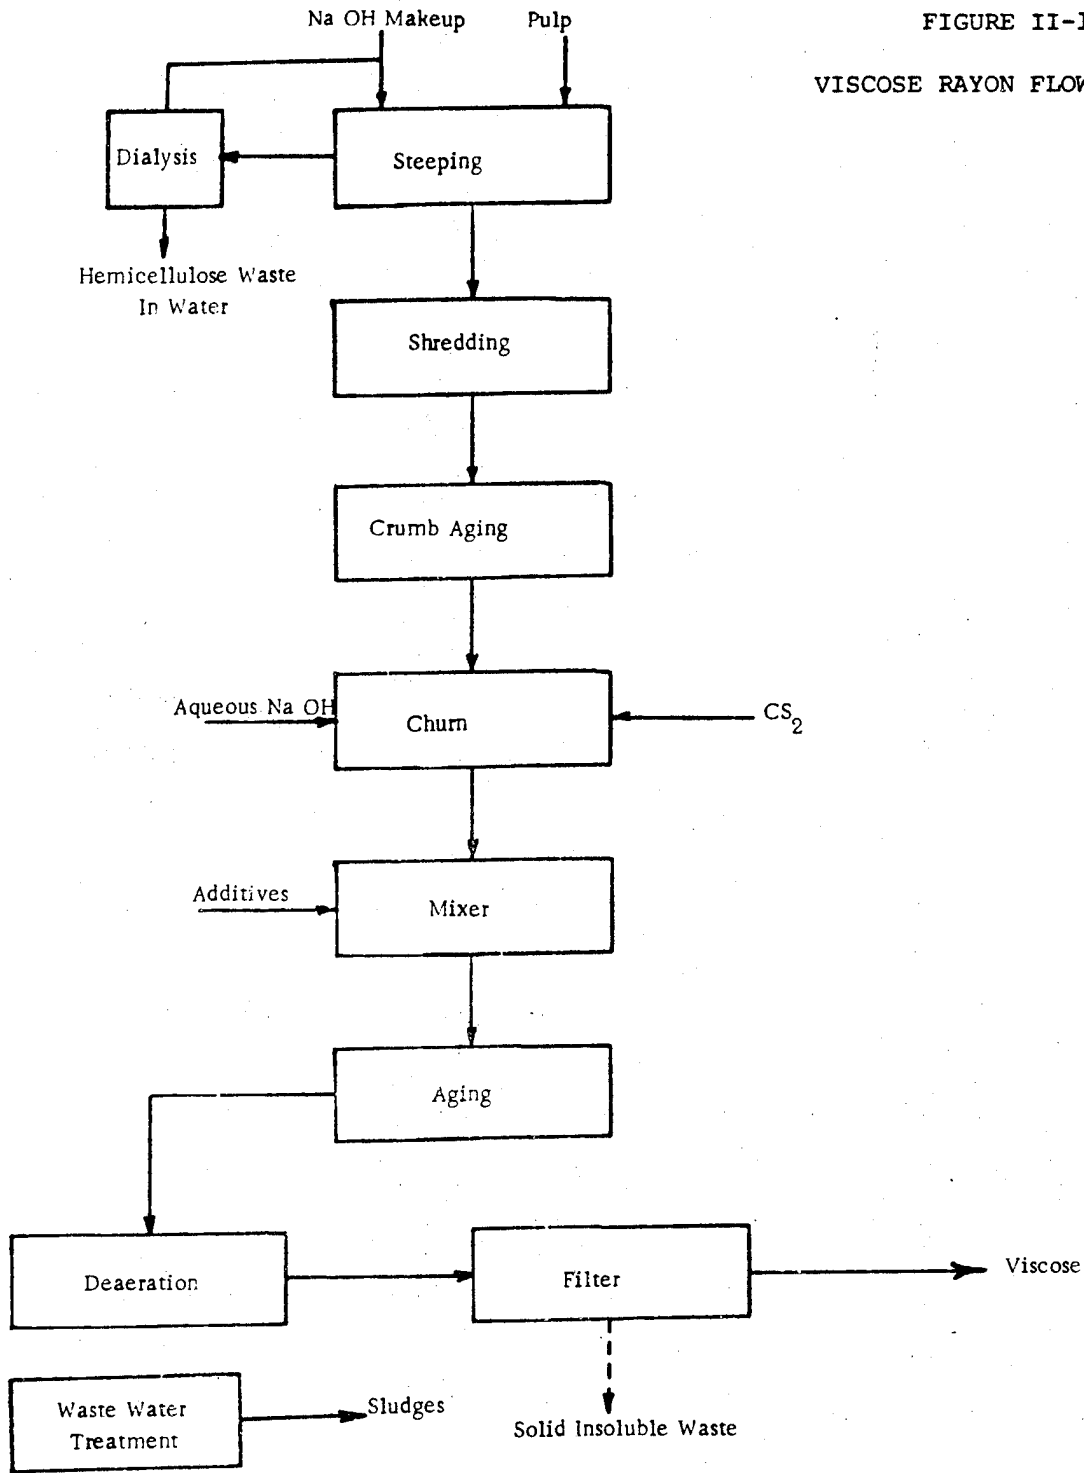 FIGURE II-1
VISCOSE RAYON FLOW
Na OH Makeup
Pulp
Dialysis
Steeping
Hemicellulose Waste
In Water
Shredding
Crumb Aging
Aqueous Na OH
Churn
CS2
Additives
Mixer
Aging
Deaeration
Filter
Viscose
Waste Water
Treatment
Sludges
Solid Insoluble Waste